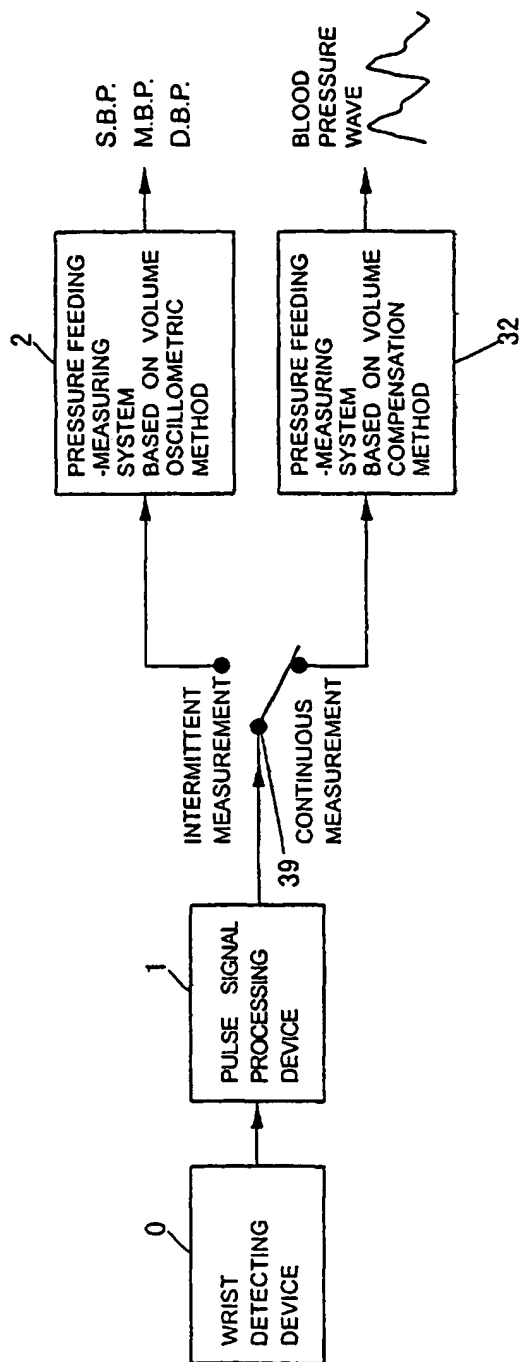 0
WRIST
DETECTING
DEVICE
1
PULSE SIGNAL
PROCESSING
DEVICE
39
INTERMITTENT
MEASUREMENT
CONTINUOUS
MEASUREMENT
2
PRESSURE FEEDING
-MEASURING
SYSTEM
BASED ON VOLUME
OSCILLOMETRIC
METHOD
S.B.P.
M.B.P.
D.B.P.
PRESSURE FEEDING
-MEASURING
SYSTEM
BASED ON VOLUME
COMPENSATION
METHOD
32
BLOOD
PRESSURE
WAVE